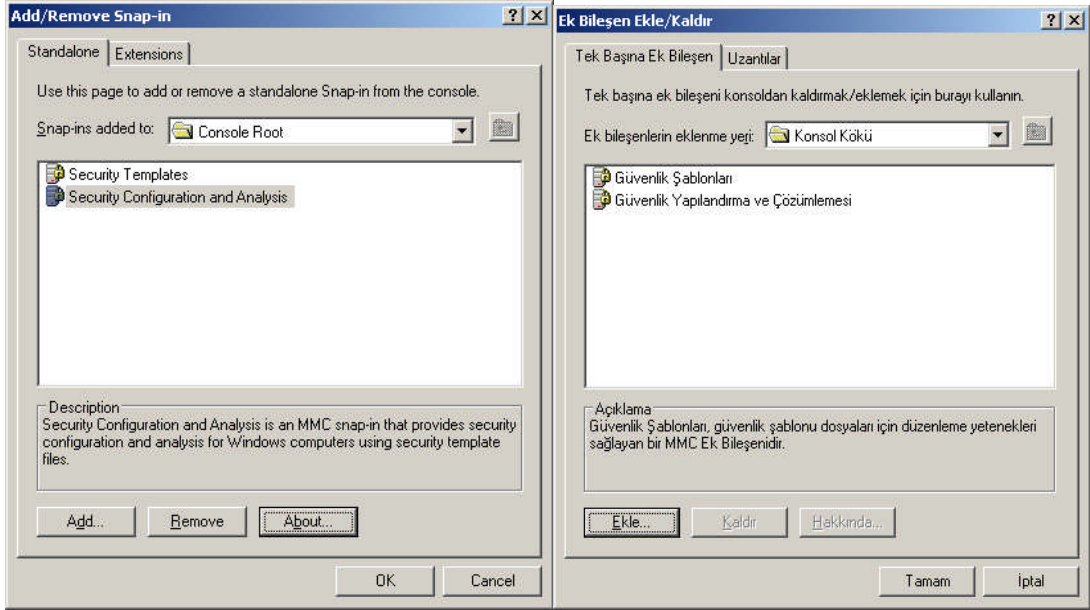 Add/Remove Snap-in
Standalone
Extensions
Use this page to add or remove a standalone Snap-in from the console.
Snap-ins added to:
Console Root
Security Templates
Security Configuration and Analysis
Description
Security Configuration and Analysis is an MMC snap-in that provides security
configuration and analysis for Windows computers using security template
files.
Add...
Remove
About...
OK
Cancel
Ek Bileşen Ekle/Kaldır
Tek Başına Ek Bileşen
Uzantılar
Tek başına ek bileşeni konsoldan kaldırmak/eklemek için burayı kullanın.
Ek bileşenlerin eklenme yeri:
Konsol Kökü
Güvenlik Şablonları
Güvenlik Yapılandırma ve Çözümlemesi
Açıklama
Güvenlik Şablonları, güvenlik şablonu dosyaları için düzenleme yetenekleri
sağlayan bir MMC Ek Bileşenidir.
Ekle...
Kaldır
Hakkında...
Tamam
İptal